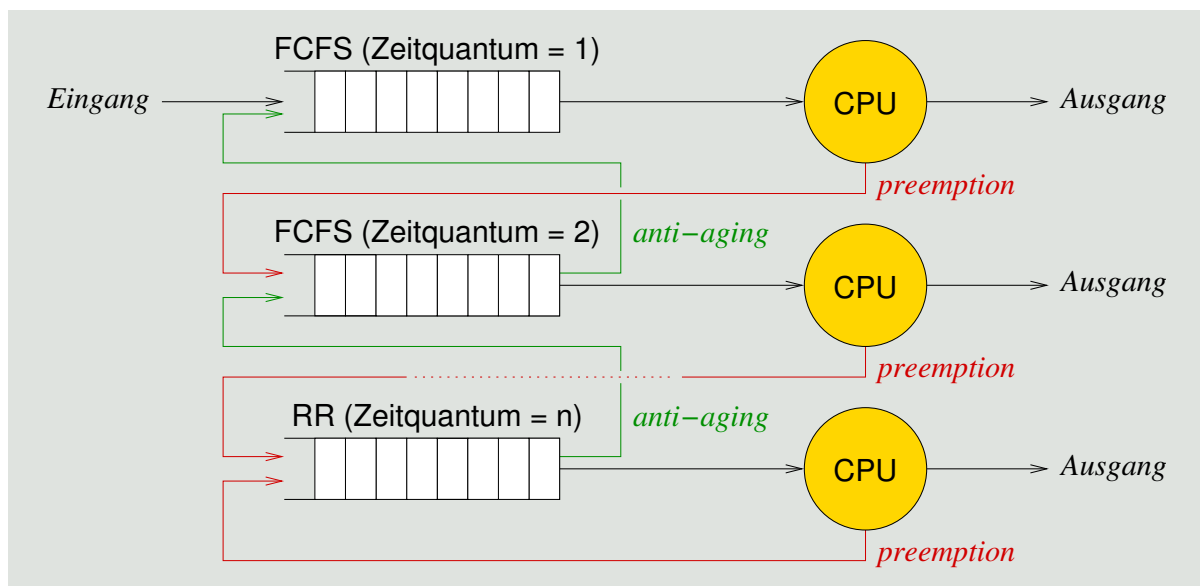 FCFS (Zeitquantum = 1)
Eingang
CPU
Ausgang
preemption
FCFS (Zeitquantum = 2)
anti−aging
CPU
Ausgang
preemption
RR (Zeitquantum = n)
anti−aging
CPU
Ausgang
preemption